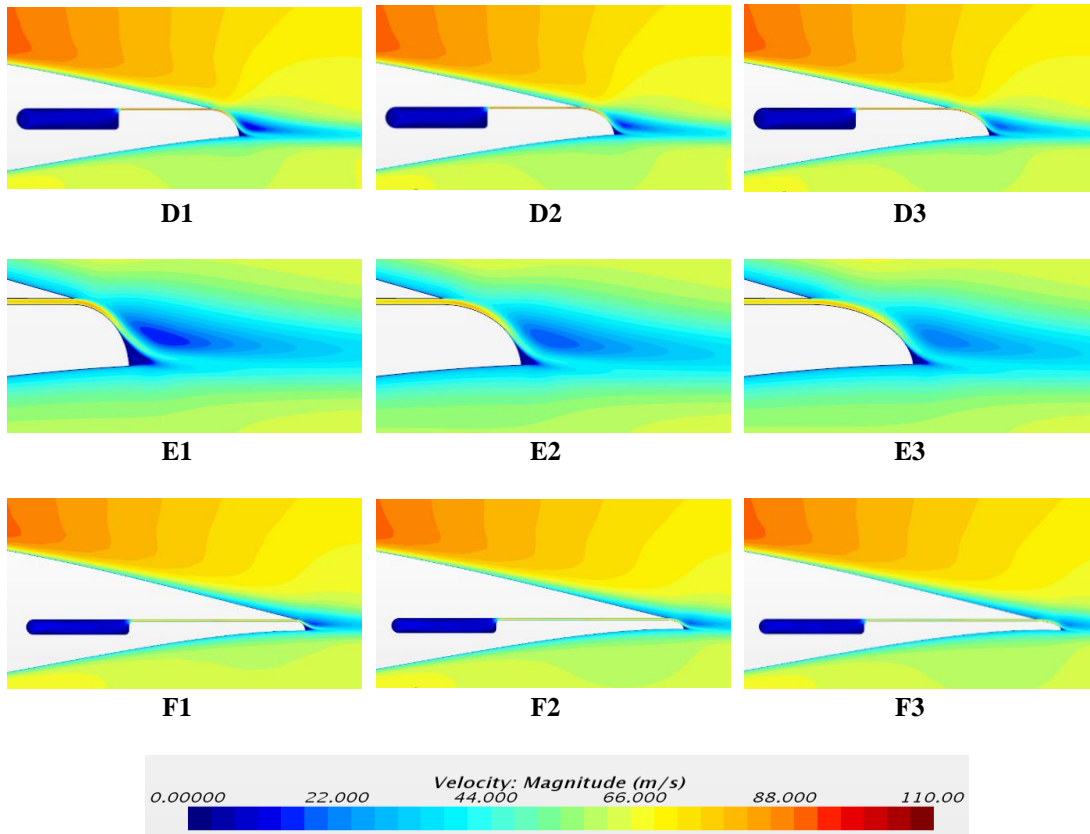 D1 D2 D3
E1 E2 E3
F1 F2 F3
Velocity: Magnitude (m/s)
0.00000 22.000 44.000 66.000 88.000 110.00